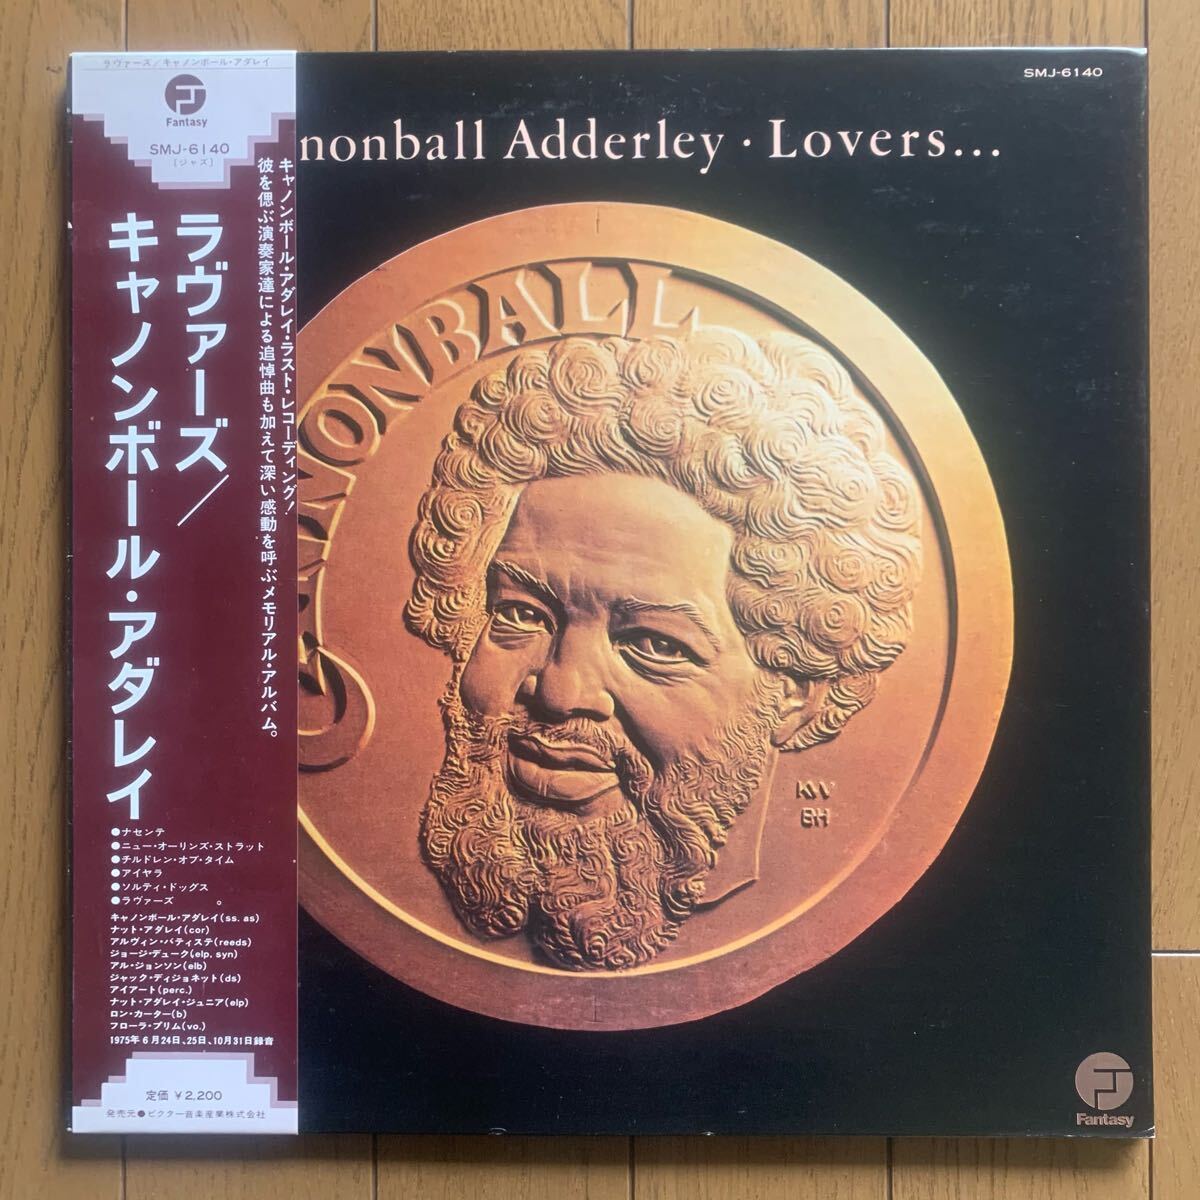 ラヴァーズ/キャノンボール・アダレイ
Fantasy
SMJ-6140
[ジャズ]
キャノンボール・アダレイ・ラスト・レコーディング!
彼を偲ぶ演奏家達による追悼曲も加えて深い感動を呼ぶメモリアル・アルバム。
ラヴァーズ/
キャノンボール・アダレイ
●ナセンテ
●ニュー・オーリンズ・ストラット
●チルドレン・オブ・タイム
●アイヤラ
●ソルティ・ドッグス
●ラヴァーズ
キャノンボール・アダレイ(ss. as)
ナット・アダレイ(cor)
アルヴィン・バティステ(reeds)
ジョージ・デューク(elp, syn)
アル・ジョンソン(elb)
ジャック・ディジョネット(ds)
アイアート(perc.)
ナット・アダレイ・ジュニア(elp)
ロン・カーター(b)
フローラ・プリム(vo.)
1975年6月24日、25日、10月31日録音
定価 ¥2,200
発売元●ビクター音楽産業株式会社
SMJ-6140
nonball Adderley · Lovers...
NONBALL
KW
BH
Fantasy